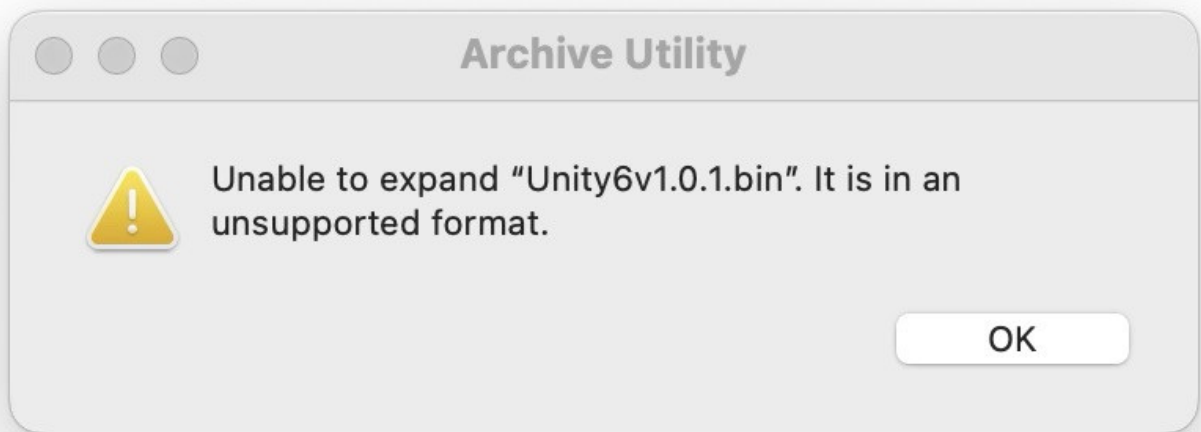 Archive Utility
Unable to expand “Unity6v1.0.1.bin”. It is in an
unsupported format.
OK